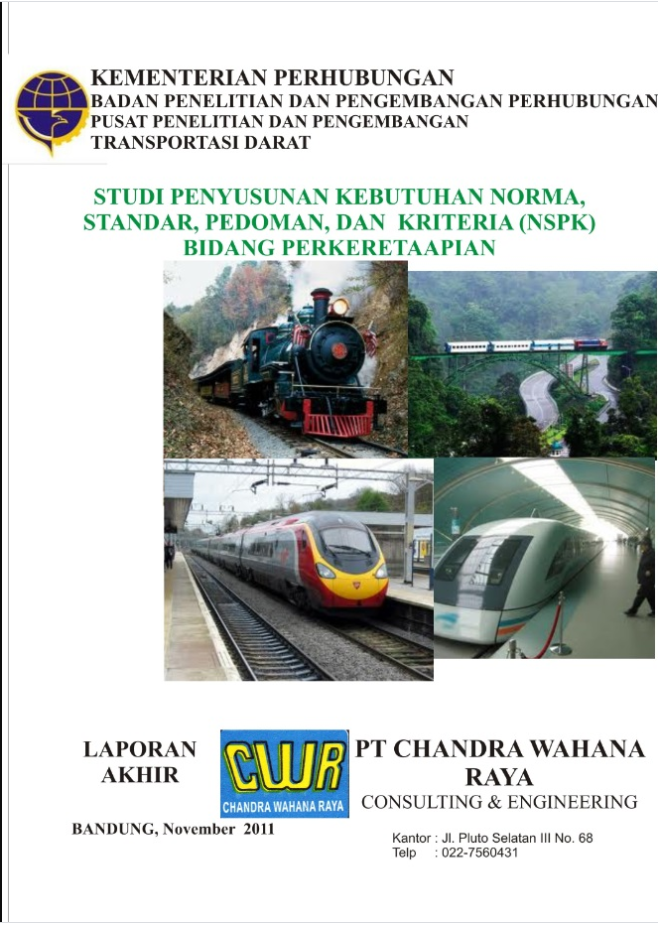 KEMENTERIAN PERHUBUNGAN
BADAN PENELITIAN DAN PENGEMBANGAN PERHUBUNGAN
PUSAT PENELITIAN DAN PENGEMBANGAN
TRANSPORTASI DARAT
STUDI PENYUSUNAN KEBUTUHAN NORMA,
STANDAR, PEDOMAN, DAN KRITERIA (NSPK)
BIDANG PERKERETAAPIAN
LAPORAN
AKHIR
CWR
CHANDRA WAHANA RAYA
PT CHANDRA WAHANA
RAYA
CONSULTING & ENGINEERING
BANDUNG, November 2011
Kantor : Jl. Pluto Selatan III No. 68
Telp : 022-7560431